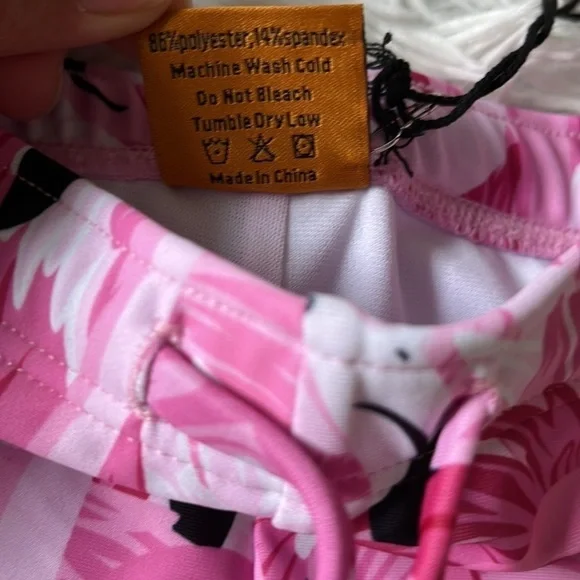 86%polyester,14%spandex
Machine Wash Cold
Do Not Bleach
Tumble Dry Low
Made in China